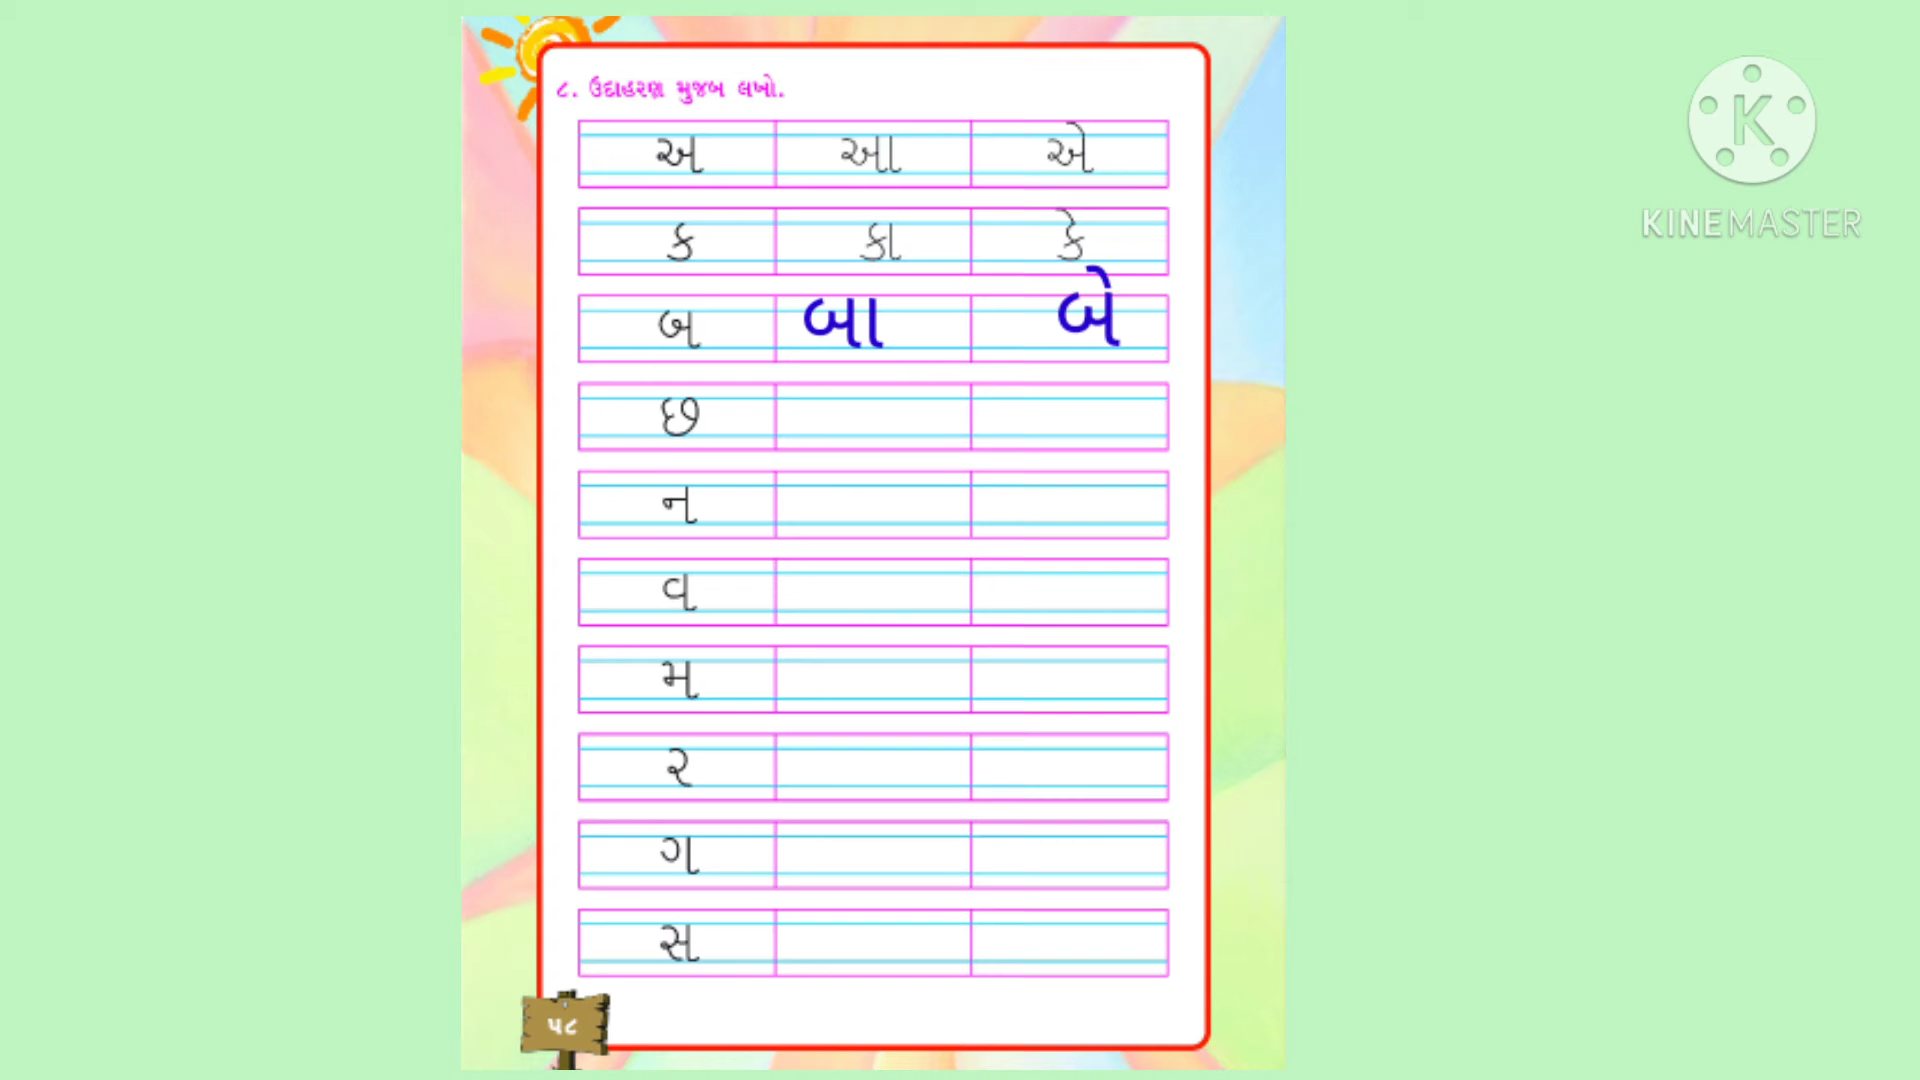 ૮. ઉદાહરણ મુજબ લખો.
અ આ એ
ક કા કે
બ બા બે
છ
ન
વ
મ
ર
ગ
સ
૫૮
KINEMASTER